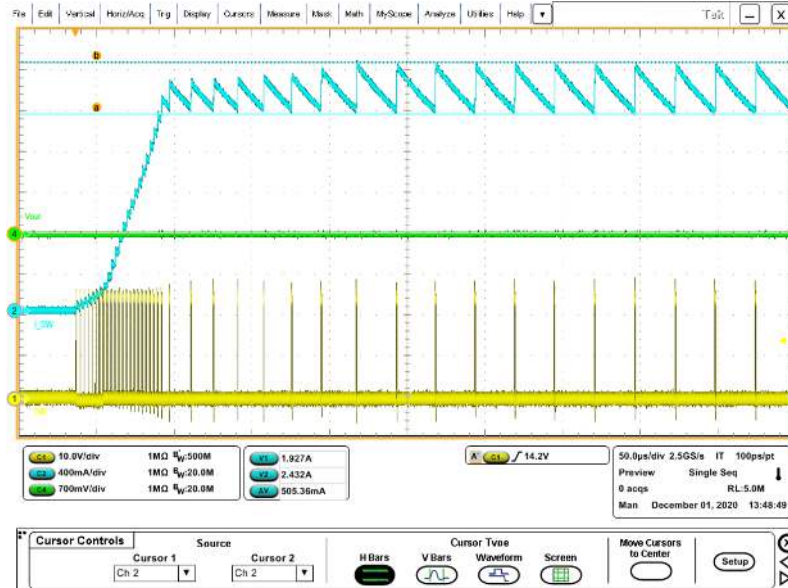 File Edit Vertical Horiz/Acq Trig Display Cursors Measure Mask Math MyScope Analyze Utilities Help Tek X
b
a
Vout
4
2
I_SW
1
C1 10.0V/div 1MΩ BW:500M
C2 400mA/div 1MΩ BW:20.0M
C4 700mV/div 1MΩ BW:20.0M
V1 1.927A
V2 2.432A
ΔV 505.36mA
A' C1 14.2V
50.0µs/div 2.5GS/s IT 100ps/pt
Preview Single Seq
0 acqs RL:5.0M
Man December 01, 2020 13:48:49
Cursor Controls Source Cursor Type Move Cursors to Center
Cursor 1 Cursor 2 H Bars V Bars Waveform Screen Setup
Ch 2 Ch 2